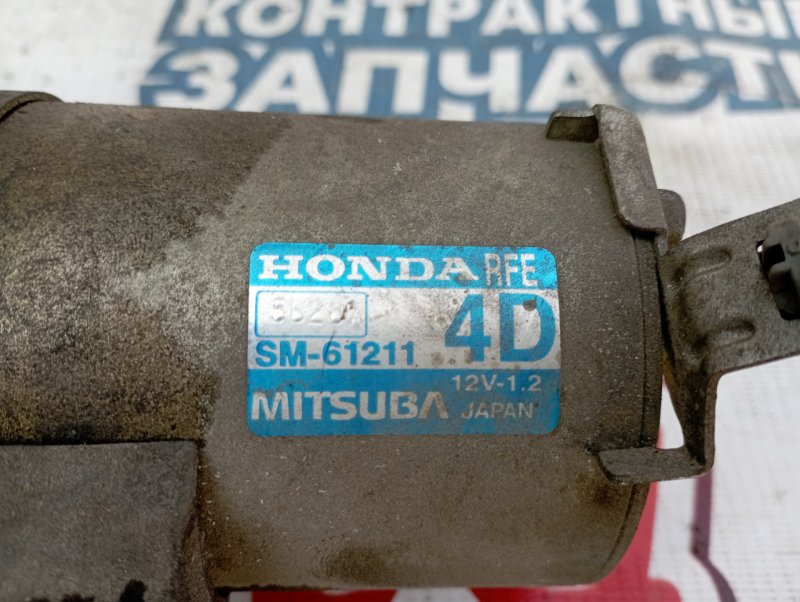 КОНТРАКТНЫ
ЗАПЧАСТ
HONDA RFE
4D
SM-61211
MITSUBA 12V-1.2
JAPAN